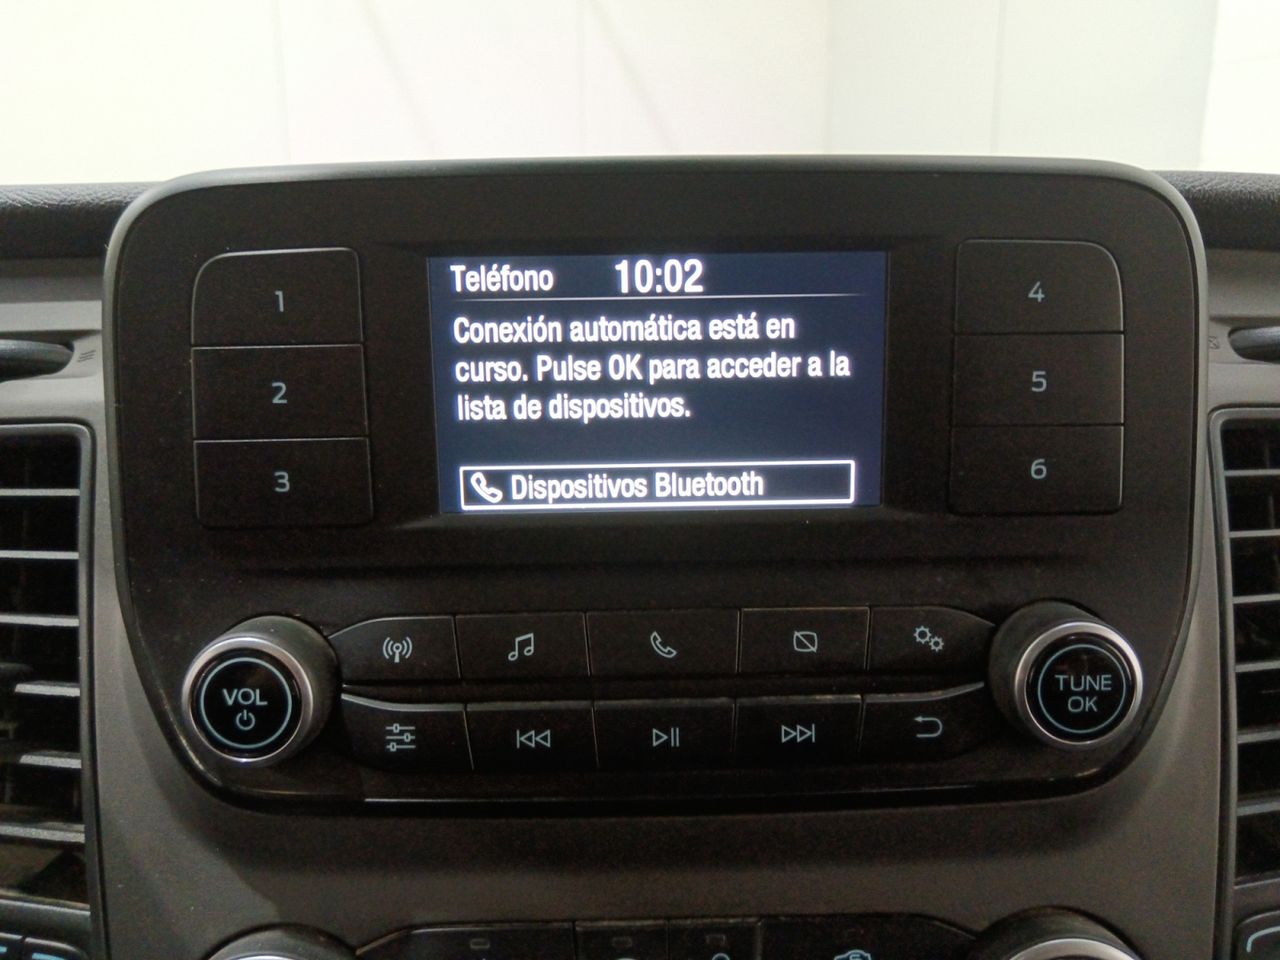 Teléfono 10:02
Conexión automática está en
curso. Pulse OK para acceder a la
lista de dispositivos.
Dispositivos Bluetooth
1
2
3
4
5
6
VOL
TUNE
OK